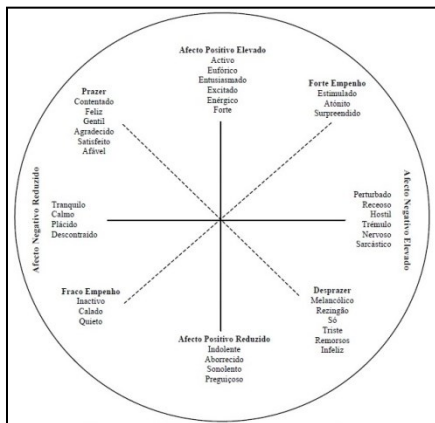 Afecto Positivo Elevado
Activo
Eufórico
Entusiasmado
Excitado
Enérgico
Forte
Prazer
Contentado
Feliz
Gentil
Agradecido
Satisfeito
Afável
Forte Empenho
Estimulado
Atónito
Surpreendido
Afecto Negativo Reduzido
Tranquilo
Calmo
Plácido
Descontraído
Perturbado
Receoso
Hostil
Trémulo
Nervoso
Sarcástico
Afecto Negativo Elevado
Fraco Empenho
Inactivo
Calado
Quieto
Afecto Positivo Reduzido
Indolente
Aborrecido
Sonolento
Preguiçoso
Desprazer
Melancólico
Rezingão
Só
Triste
Remorsos
Infeliz